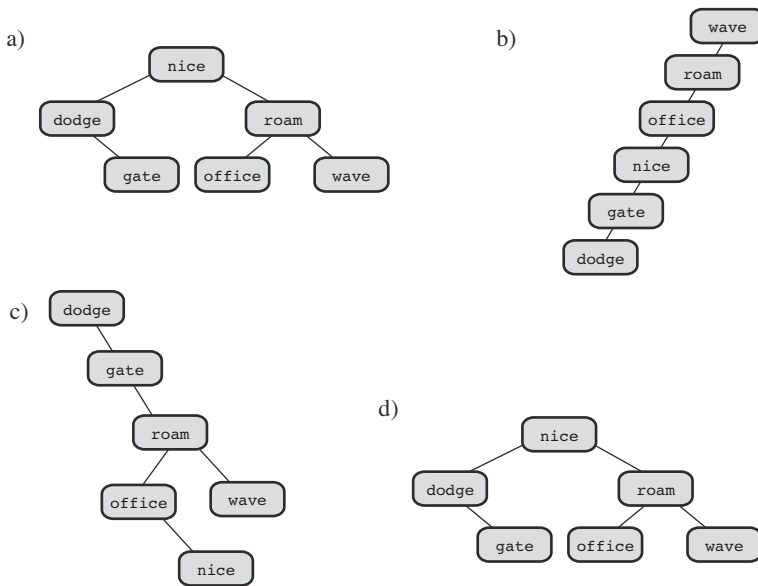 a)
nice
dodge
roam
gate
office
wave
b)
wave
roam
office
nice
gate
dodge
c)
dodge
gate
roam
office
wave
nice
d)
nice
dodge
roam
gate
office
wave